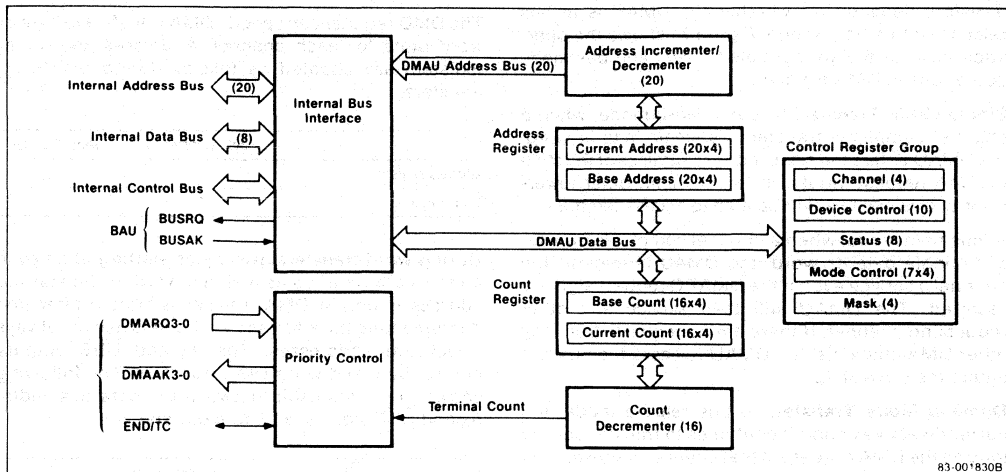 Internal Address Bus
(20)
Internal Data Bus
(8)
Internal Control Bus
BAU
BUSRQ
BUSAK
Internal Bus
Interface
DMAU Address Bus (20)
Address Incrementer/
Decrementer
(20)
Address
Register
Current Address (20x4)
Base Address (20x4)
DMAU Data Bus
Control Register Group
Channel (4)
Device Control (10)
Status (8)
Mode Control (7x4)
Mask (4)
Count
Register
Base Count (16x4)
Current Count (16x4)
DMARQ3-0
DMAAK3-0
END/TC
Priority Control
Terminal Count
Count
Decrementer (16)
83-001830B